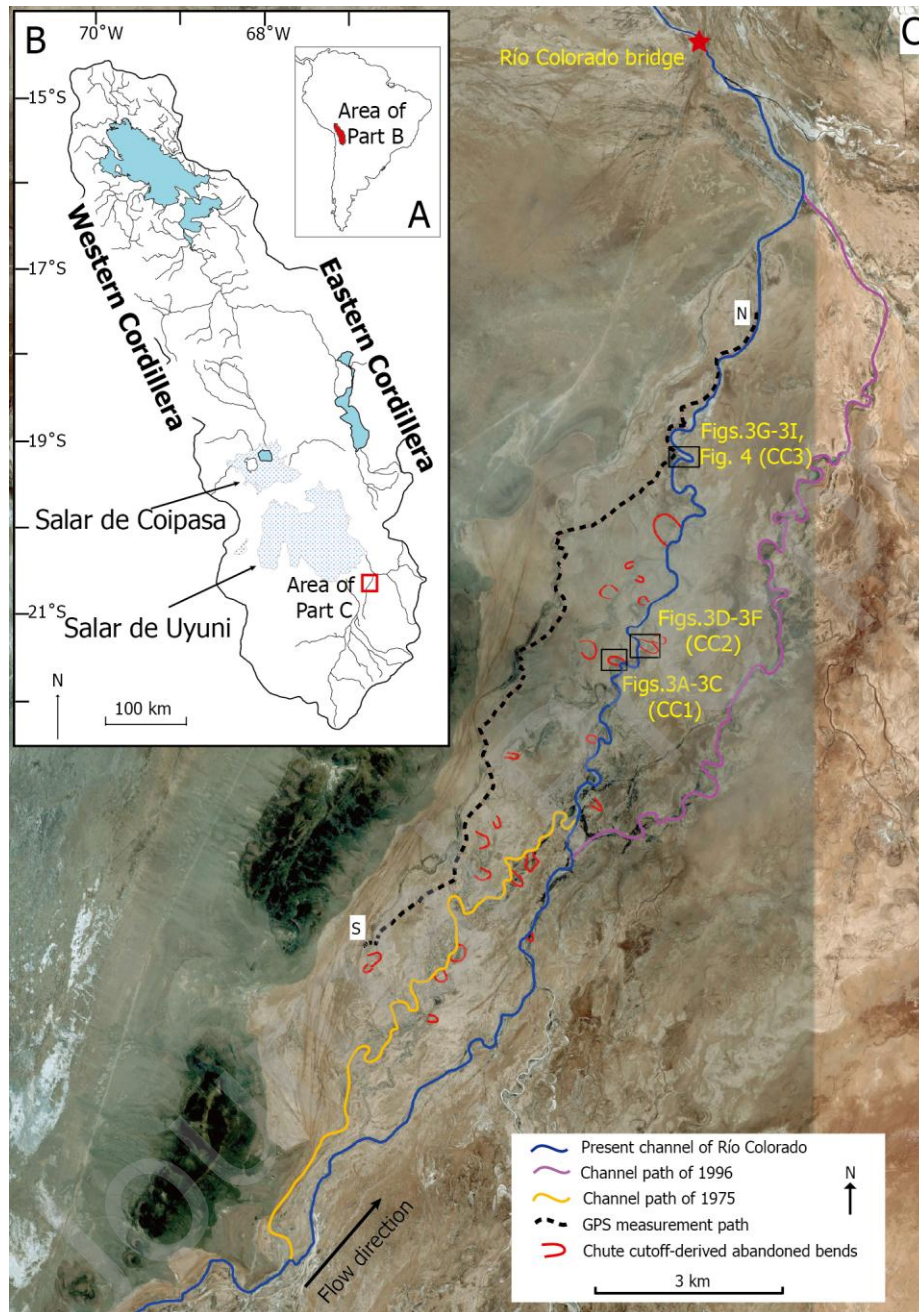 B
70°W
68°W
15°S
17°S
19°S
21°S
Western Cordillera
Eastern Cordillera
Salar de Coipasa
Salar de Uyuni
Area of
Part C
N
100 km
Area of
Part B
A
C
Río Colorado bridge
N
Figs.3G-3I,
Fig. 4 (CC3)
Figs.3D-3F
(CC2)
Figs.3A-3C
(CC1)
S
Flow direction
Present channel of Río Colorado
Channel path of 1996
Channel path of 1975
GPS measurement path
Chute cutoff-derived abandoned bends
N
3 km